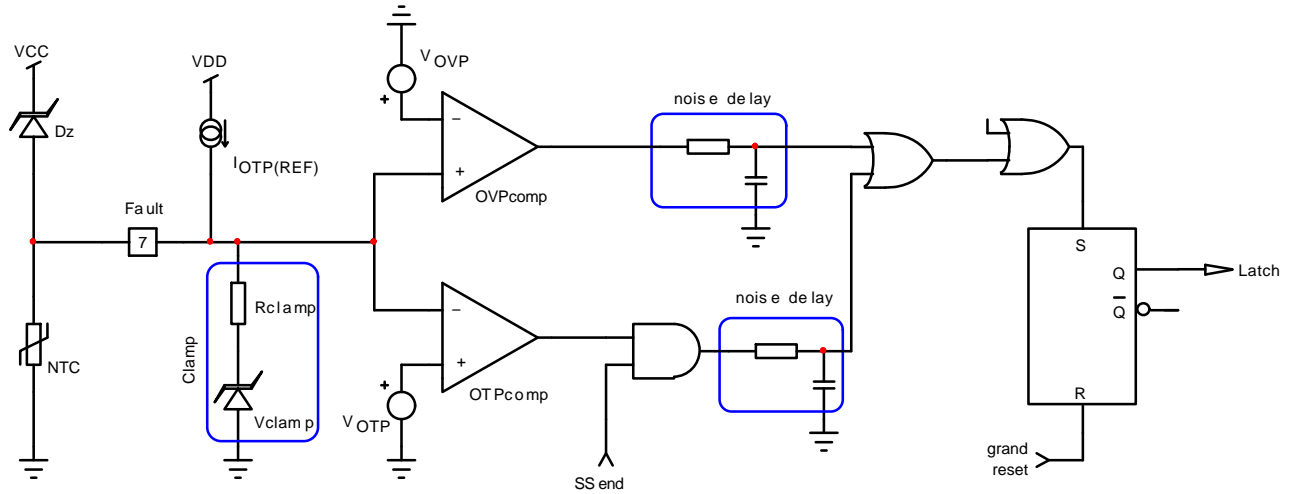 VCC
Dz
VDD
I OTP(REF)
Fault
7
NTC
Clamp
Rclamp
Vclamp
V OVP
+
−
+
OVPcomp
−
+
OTPcomp
+
V OTP
noise delay
noise delay
SS end
S
Q
Q
R
Latch
grand
reset